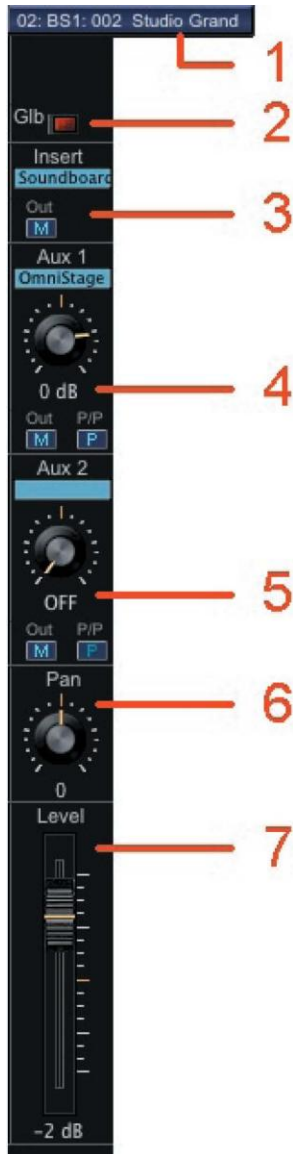 02: BS1: 002 Studio Grand
1
Glb
2
Insert
Soundboard
Out
3
M
Aux 1
OmniStage
0 dB
4
Out P/P
M P
Aux 2
OFF
5
Out P/P
M P
Pan
6
0
Level
7
-2 dB